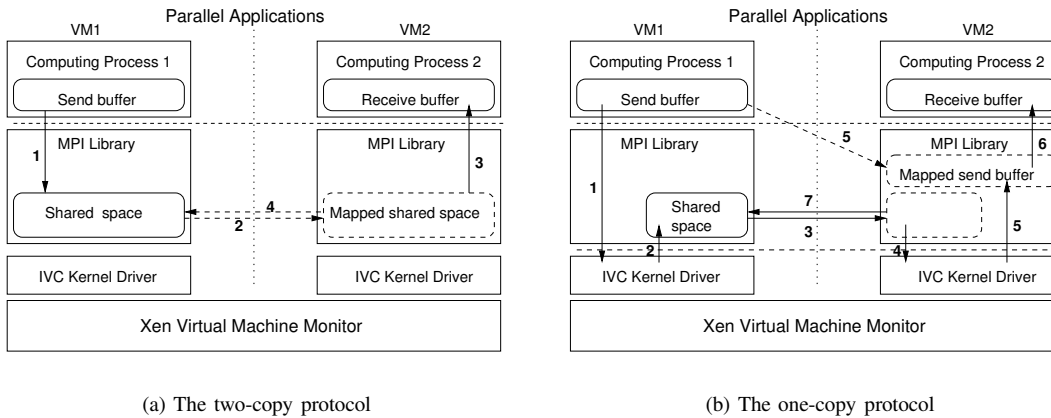 Parallel Applications
VM1
VM2
Computing Process 1
Computing Process 2
Send buffer
Receive buffer
MPI Library
MPI Library
1
3
Shared space
Mapped shared space
4
2
IVC Kernel Driver
IVC Kernel Driver
Xen Virtual Machine Monitor
(a) The two-copy protocol
Parallel Applications
VM1
VM2
Computing Process 1
Computing Process 2
Send buffer
Receive buffer
5
MPI Library
MPI Library
6
Mapped send buffer
1
Shared
space
7
3
2
4
5
IVC Kernel Driver
IVC Kernel Driver
Xen Virtual Machine Monitor
(b) The one-copy protocol